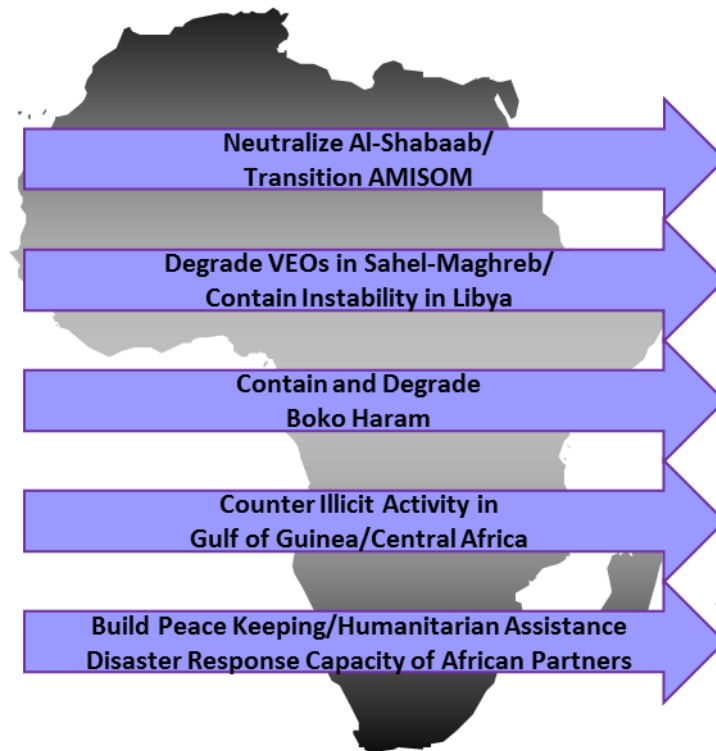 Neutralize Al-Shabaab/
Transition AMISOM
Degrade VEOs in Sahel-Maghreb/
Contain Instability in Libya
Contain and Degrade
Boko Haram
Counter Illicit Activity in
Gulf of Guinea/Central Africa
Build Peace Keeping/Humanitarian Assistance
Disaster Response Capacity of African Partners